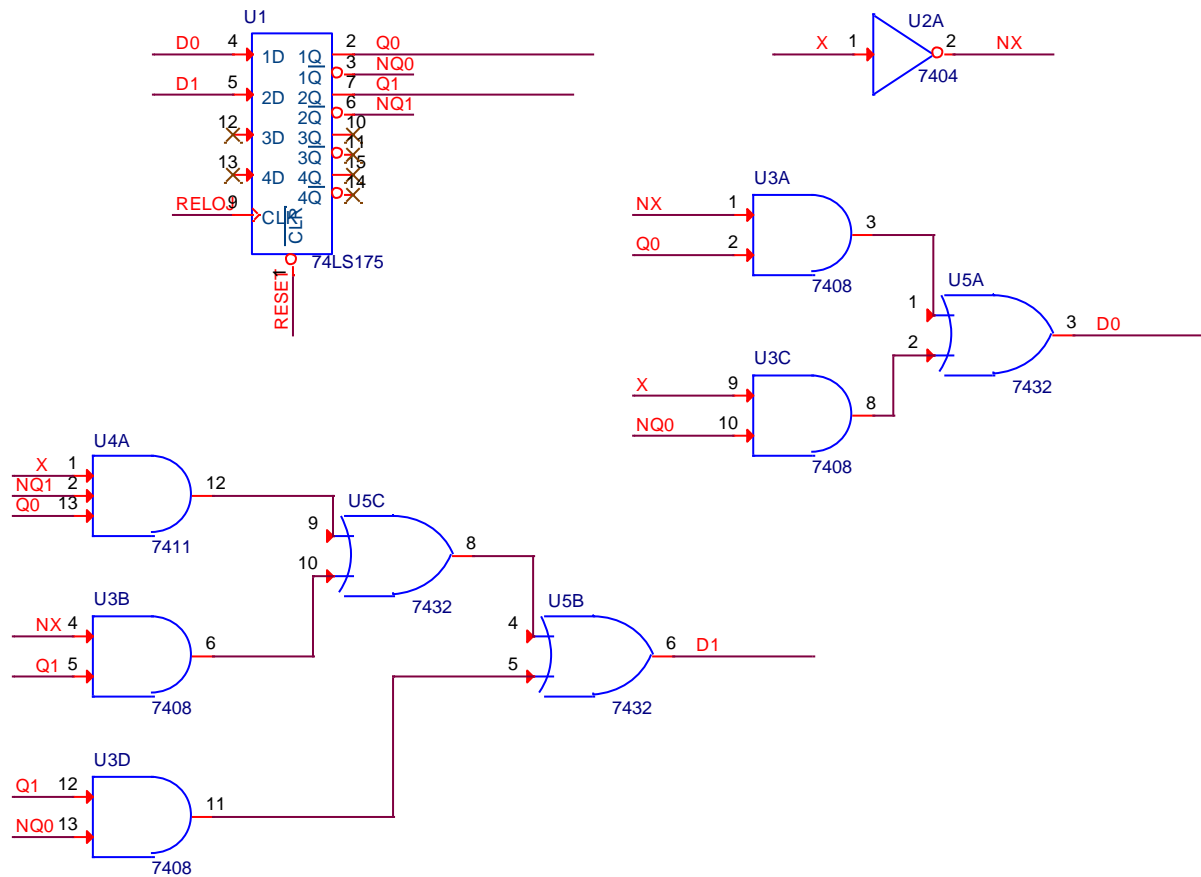 U1
D0 4 1D 1Q 2 Q0
1Q 3 NQ0
D1 5 2D 2Q 7 Q1
2Q 6 NQ1
12 3D 3Q 10
3Q 11
13 4D 4Q 15
4Q 14
RELOJ 9 CLK
CLR
74LS175
1
RESET
U2A
X 1 2 NX
7404
U3A
NX 1
3
Q0 2
7408
U5A
1
3 D0
2
7432
U3C
X 9
8
NQ0 10
7408
U4A
X 1
NQ1 2 12
Q0 13
7411
U5C
9
8
10
7432
U3B
NX 4
6
Q1 5
7408
U5B
4
6 D1
5
7432
U3D
Q1 12
11
NQ0 13
7408